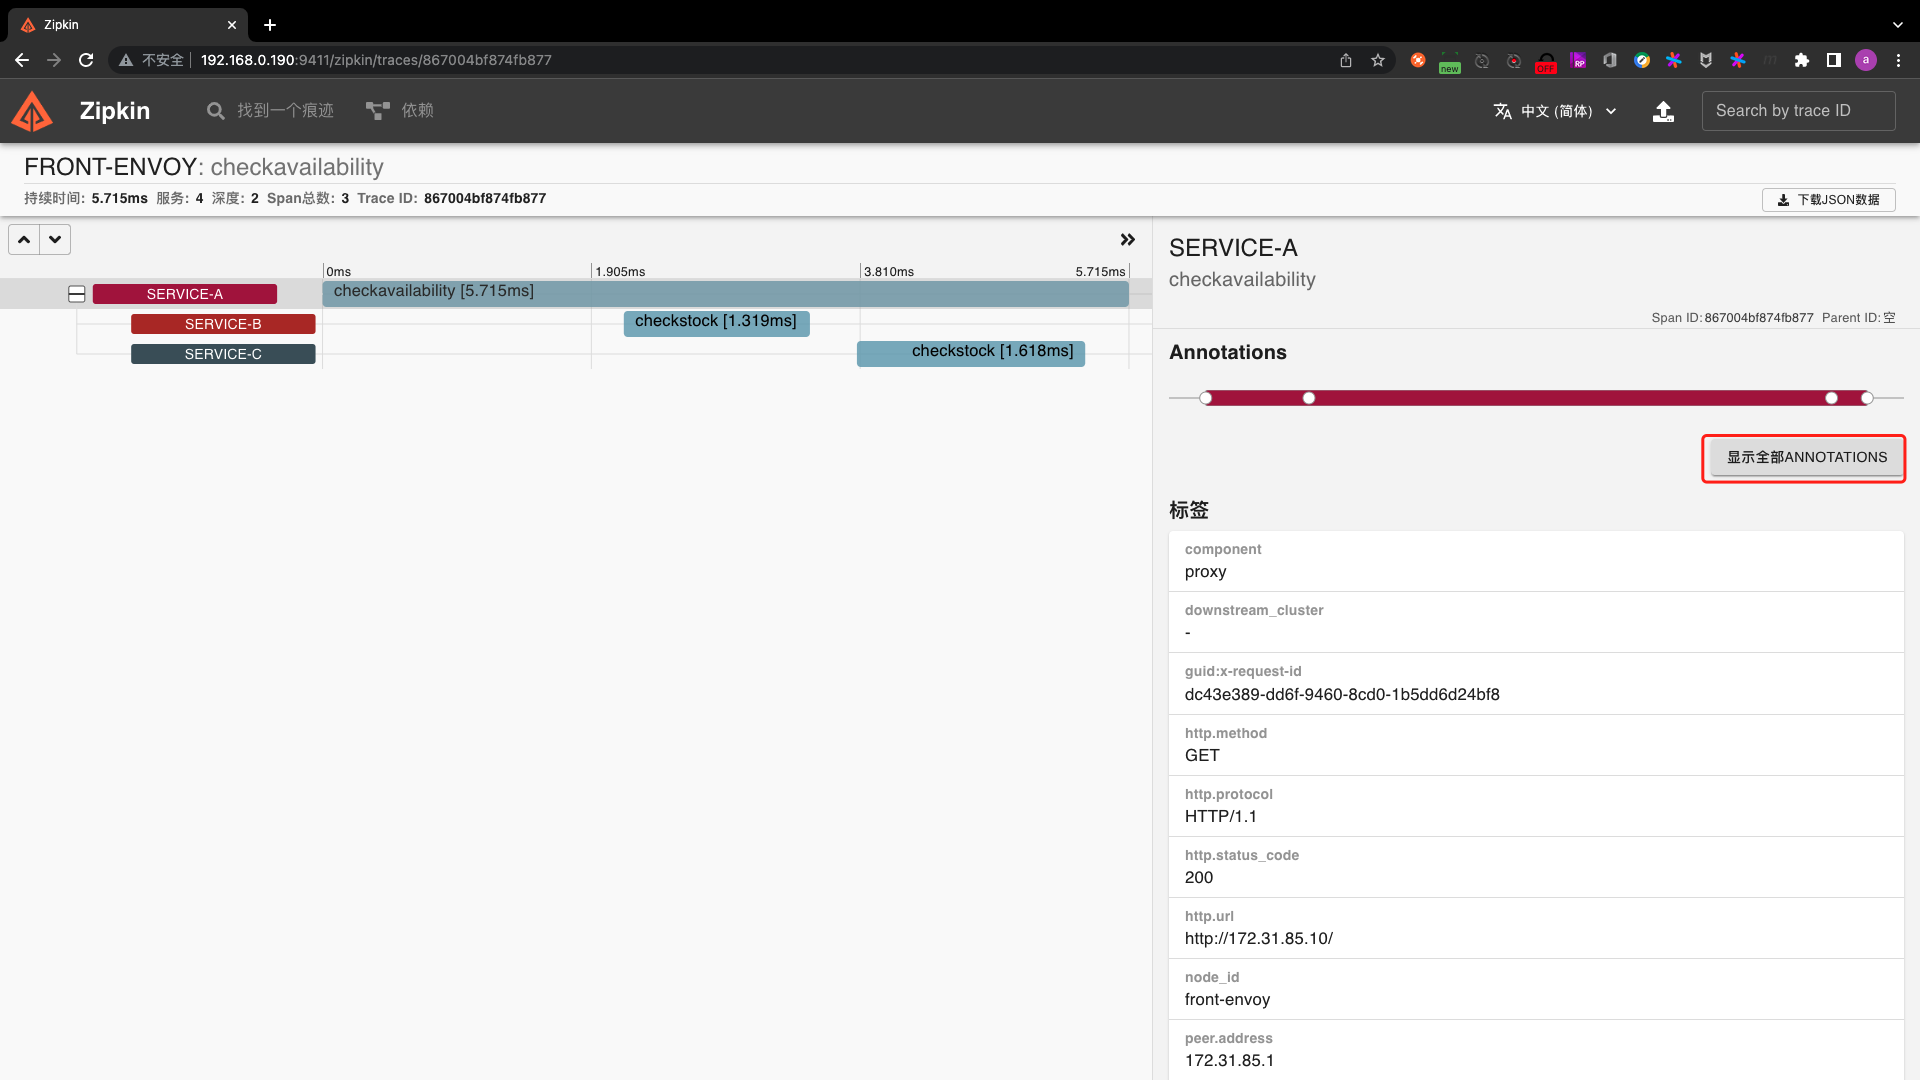 Zipkin
不安全 192.168.0.190:9411/zipkin/traces/867004bf874fb877
new
OFF
RP
a
Zipkin
找到一个痕迹
依赖
中文 (简体)
Search by trace ID
FRONT-ENVOY: checkavailability
持续时间: 5.715ms 服务: 4 深度: 2 Span总数: 3 Trace ID: 867004bf874fb877
下载JSON数据
0ms 1.905ms 3.810ms 5.715ms
SERVICE-A checkavailability [5.715ms]
SERVICE-B checkstock [1.319ms]
SERVICE-C checkstock [1.618ms]
SERVICE-A
checkavailability
Span ID: 867004bf874fb877 Parent ID: 空
Annotations
显示全部ANNOTATIONS
标签
component
proxy
downstream_cluster
-
guid:x-request-id
dc43e389-dd6f-9460-8cd0-1b5dd6d24bf8
http.method
GET
http.protocol
HTTP/1.1
http.status_code
200
http.url
http://172.31.85.10/
node_id
front-envoy
peer.address
172.31.85.1